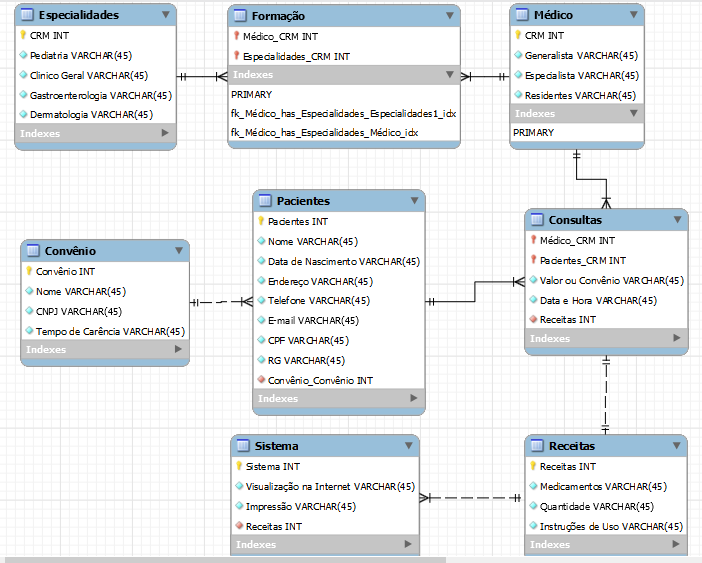 Especialidades
CRM INT
Pediatria VARCHAR(45)
Clinico Geral VARCHAR(45)
Gastroenterologia VARCHAR(45)
Dermatologia VARCHAR(45)
Indexes
Formação
Médico_CRM INT
Especialidades_CRM INT
Indexes
PRIMARY
fk_Médico_has_Especialidades_Especialidades1_idx
fk_Médico_has_Especialidades_Médico_idx
Médico
CRM INT
Generalista VARCHAR(45)
Especialista VARCHAR(45)
Residentes VARCHAR(45)
Indexes
PRIMARY
Convênio
Convênio INT
Nome VARCHAR(45)
CNPJ VARCHAR(45)
Tempo de Carência VARCHAR(45)
Indexes
Pacientes
Pacientes INT
Nome VARCHAR(45)
Data de Nascimento VARCHAR(45)
Endereço VARCHAR(45)
Telefone VARCHAR(45)
E-mail VARCHAR(45)
CPF VARCHAR(45)
RG VARCHAR(45)
Convênio_Convênio INT
Indexes
Consultas
Médico_CRM INT
Pacientes_CRM INT
Valor ou Convênio VARCHAR(45)
Data e Hora VARCHAR(45)
Receitas INT
Indexes
Sistema
Sistema INT
Visualização na Internet VARCHAR(45)
Impressão VARCHAR(45)
Receitas INT
Indexes
Receitas
Receitas INT
Medicamentos VARCHAR(45)
Quantidade VARCHAR(45)
Instruções de Uso VARCHAR(45)
Indexes